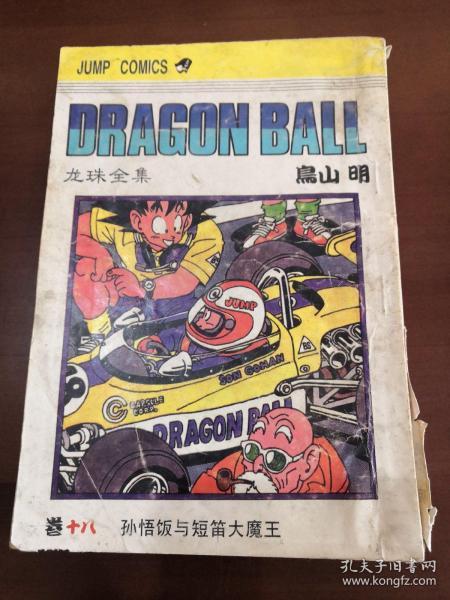 JUMP COMICS
DRAGON BALL
龙珠全集
鳥山明
JUMP
SON GOHAN
C CAPSULE CORP.
DRAGON BALL
卷十八 孙悟饭与短笛大魔王
孔夫子旧书网
www.kongfz.com